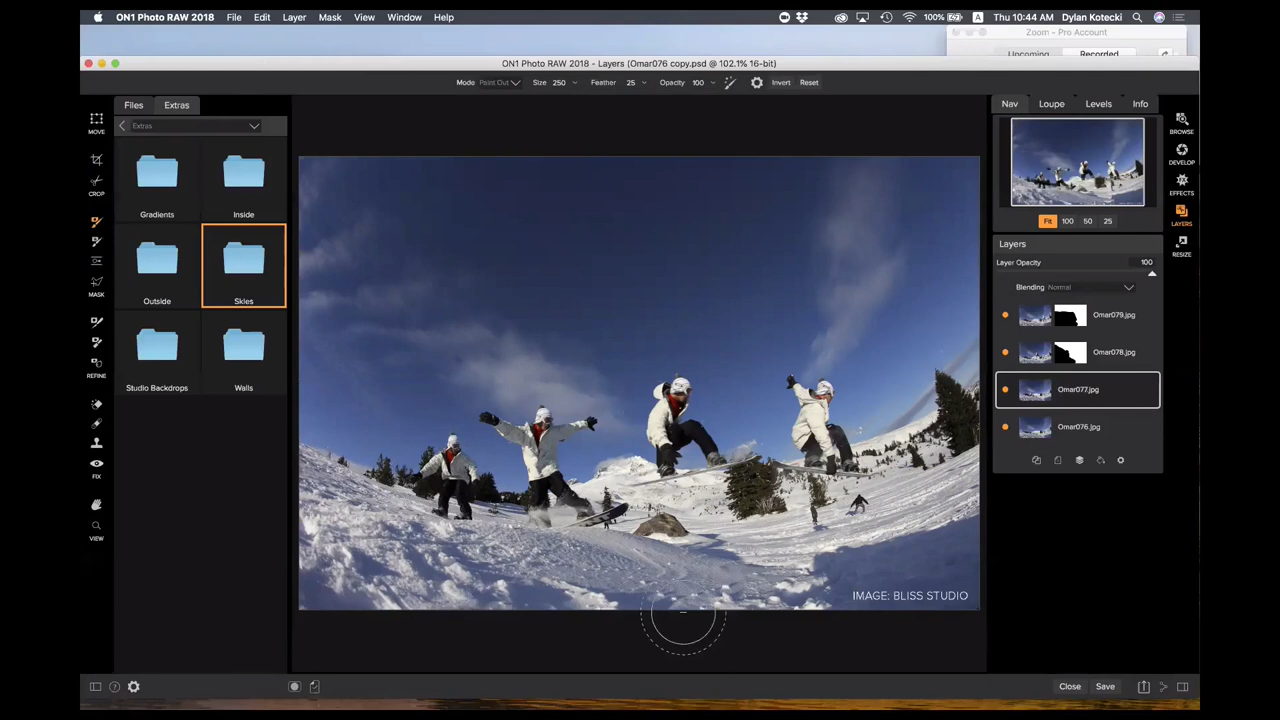 ON1 Photo RAW 2018 File Edit Layer Mask View Window Help 100% A Thu 10:44 AM Dylan Kotecki
Zoom - Pro Account
Upcoming Recorded
ON1 Photo RAW 2018 - Layers (Omar076 copy.psd @ 102.1% 16-bit)
Mode Paint Out Size 250 Feather 25 Opacity 100 Invert Reset
Files Extras
Extras
Gradients Inside
Outside Skies
Studio Backdrops Walls
MOVE
CROP
MASK
REFINE
FIX
VIEW
IMAGE: BLISS STUDIO
Nav Loupe Levels Info
Fit 100 50 25
Layers
Layer Opacity 100
Blending Normal
Omar079.jpg
Omar078.jpg
Omar077.jpg
Omar076.jpg
BROWSE
DEVELOP
EFFECTS
LAYERS
RESIZE
Close Save